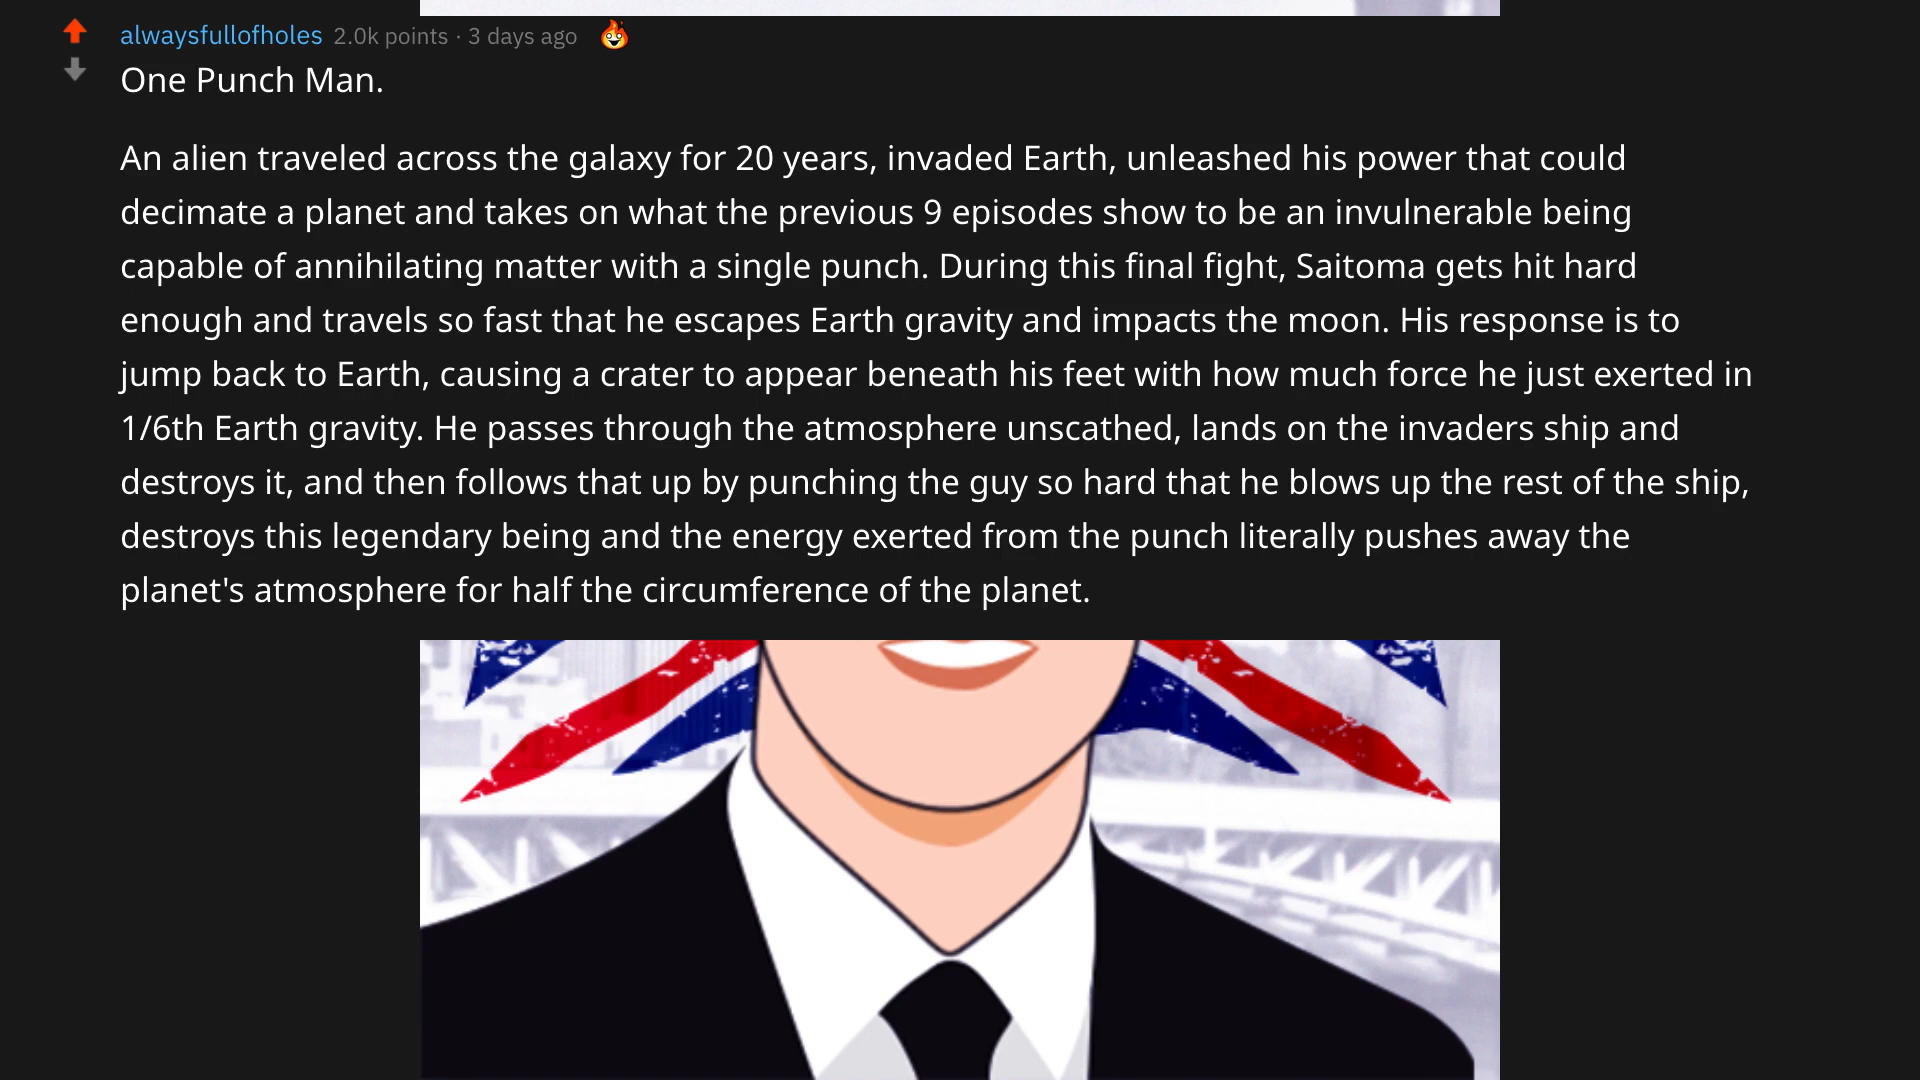 alwaysfullofholes 2.0k points · 3 days ago
One Punch Man.
An alien traveled across the galaxy for 20 years, invaded Earth, unleashed his power that could
decimate a planet and takes on what the previous 9 episodes show to be an invulnerable being
capable of annihilating matter with a single punch. During this final fight, Saitoma gets hit hard
enough and travels so fast that he escapes Earth gravity and impacts the moon. His response is to
jump back to Earth, causing a crater to appear beneath his feet with how much force he just exerted in
1/6th Earth gravity. He passes through the atmosphere unscathed, lands on the invaders ship and
destroys it, and then follows that up by punching the guy so hard that he blows up the rest of the ship,
destroys this legendary being and the energy exerted from the punch literally pushes away the
planet's atmosphere for half the circumference of the planet.